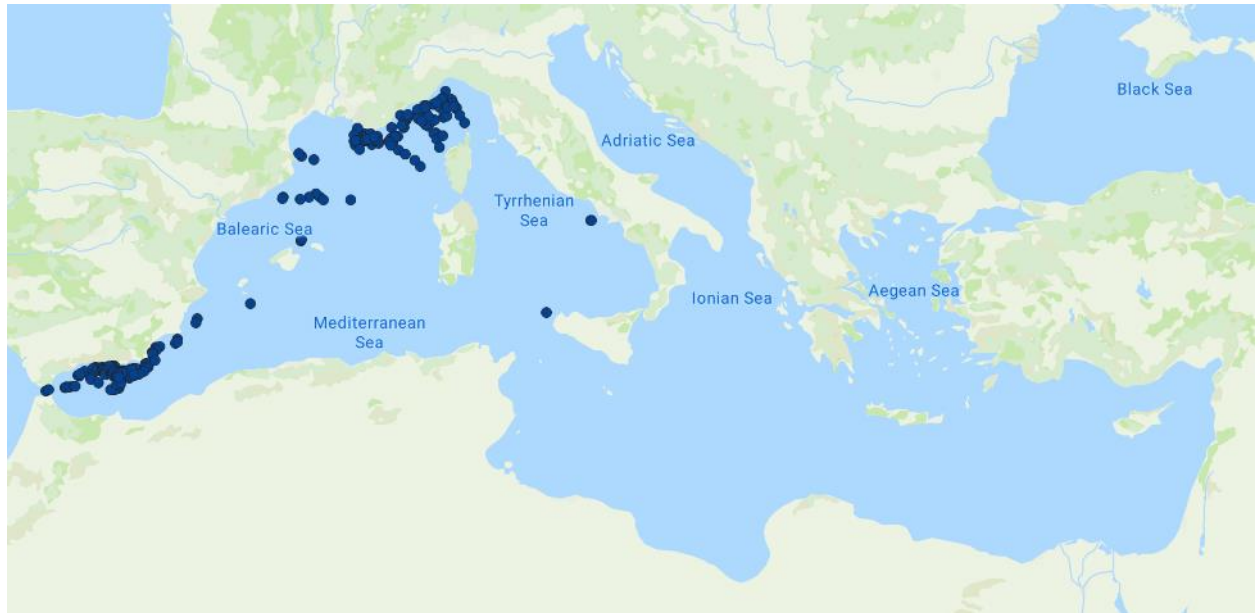 Black Sea
Adriatic Sea
Tyrrhenian
Sea
Balearic Sea
Aegean Sea
Ionian Sea
Mediterranean
Sea